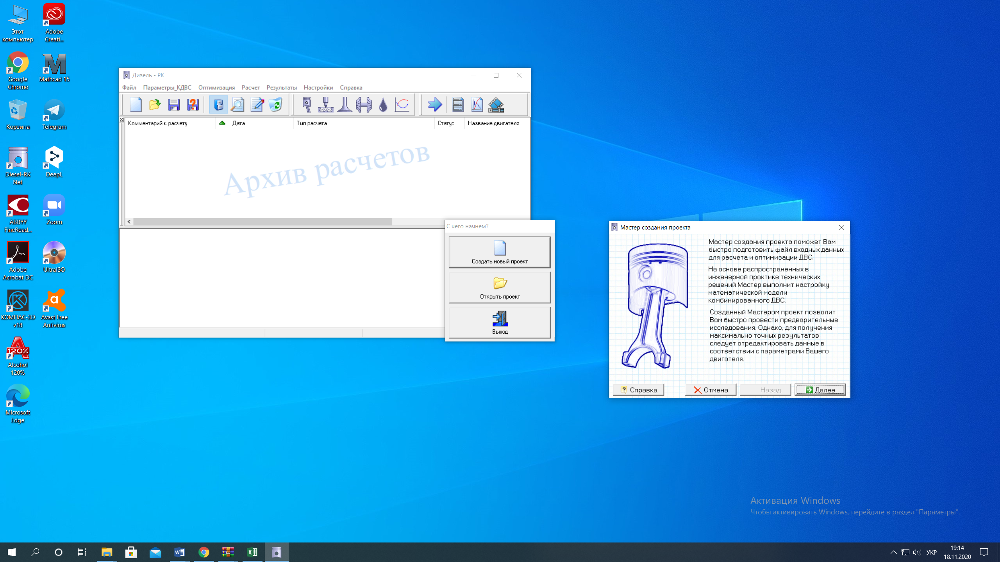 Этот
компьютер
Adobe
Creati...
Google
Chrome
Mathcad 15
Корзина
Telegram
Diesel-RK
Net
DeepL
ABBYY
FineRead...
Zoom
Adobe
Acrobat DC
UltraISO
КОМПАС-3D
v18
Avast Free
Antivirus
120%
Alcohol
120%
Microsoft
Edge
Дизель - РК
Файл Параметры_КДВС Оптимизация Расчет Результаты Настройки Справка
Комментарий к расчету Дата Тип расчета Статус Название двигателя
Архив расчетов
С чего начнем?
Создать новый проект
Открыть проект
Выход
Мастер создания проекта
Мастер создания проекта поможет Вам
быстро подготовить файл входных данных
для расчета и оптимизации ДВС.
На основе распространенных в
инженерной практике технических
решений Мастер выполнит настройку
математической модели
комбинированного ДВС.
Созданный Мастером проект позволит
Вам быстро провести предварительные
исследования. Однако, для получения
максимально точных результатов
следует отредактировать данные в
соответствии с параметрами Вашего
двигателя.
Справка Отмена Назад Далее
Активация Windows
Чтобы активировать Windows, перейдите в раздел "Параметры".
УКР
19:14
18.11.2020